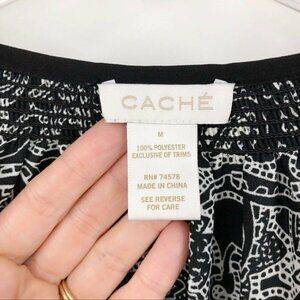 CACHÉ
M
100% POLYESTER
EXCLUSIVE OF TRIMS
RN# 74578
MADE IN CHINA
SEE REVERSE
FOR CARE